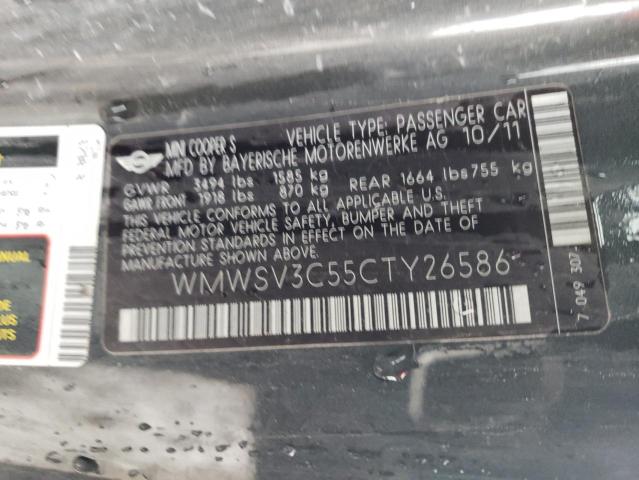 MINI COOPER S VEHICLE TYPE: PASSENGER CAR
MFD BY BAYERISCHE MOTORENWERKE AG 10/11
GVWR 3494 lbs 1585 kg
GAWR FRONT 1918 lbs 870 kg REAR 1664 lbs 755 kg
THIS VEHICLE CONFORMS TO ALL APPLICABLE U.S.
FEDERAL MOTOR VEHICLE SAFETY, BUMPER AND THEFT
PREVENTION STANDARDS IN EFFECT ON THE DATE OF
MANUFACTURE SHOWN ABOVE.
WMWSV3C55CTY26586
7 049 307
MANUAL